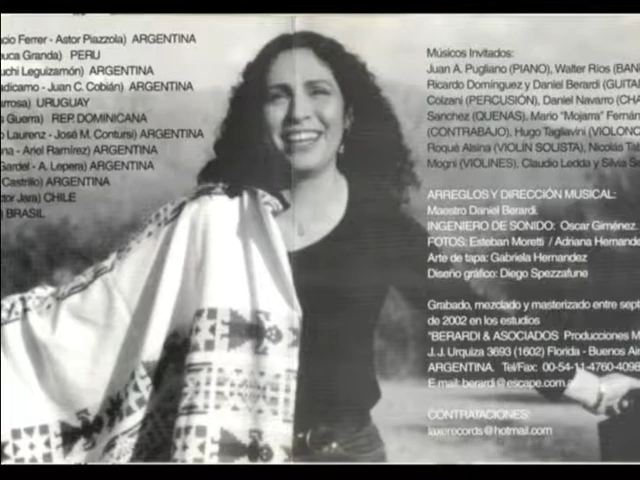 cio Ferrer - Astor Piazzola) ARGENTINA
uca Granda) PERU
uchi Leguizamón) ARGENTINA
adicamo - Juan C. Cobián) ARGENTINA
arrosa) URUGUAY
s Guerra) REP. DOMINICANA
o Laurenz - José M. Contursi) ARGENTINA
na - Ariel Ramírez) ARGENTINA
Gardel - A. Lepera) ARGENTINA
Castrillo) ARGENTINA
ctor Jara) CHILE
) BRASIL
Músicos Invitados:
Juan A. Pugliano (PIANO), Walter Ríos (BAN
Ricardo Domínguez y Daniel Berardi (GUITA
Colzani (PERCUSIÓN), Daniel Navarro (CHA
Sanchez (QUENAS), Mario "Mojarra" Fernán
(CONTRABAJO), Hugo Tagliavini (VIOLONC
Roque Alsina (VIOLÍN SOLISTA), Nicolás Tab
Mogni (VIOLINES), Claudio Ledda y Silvia S
ARREGLOS Y DIRECCIÓN MUSICAL:
Maestro Daniel Berardi.
INGENIERO DE SONIDO: Oscar Giménez.
FOTOS: Esteban Moretti / Adriana Hernande
Arte de tapa: Gabriela Hernandez
Diseño gráfico: Diego Spezzafune
Grabado, mezclado y masterizado entre sept
de 2002 en los estudios
"BERARDI & ASOCIADOS Producciones M
J. J. Urquiza 3693 (1602) Florida - Buenos Air
ARGENTINA. Tel/Fax: 00-54-11-4760-4098
E mail: berardi@escape.com.a
CONTRATACIONES:
laxerecords@hotmail.com